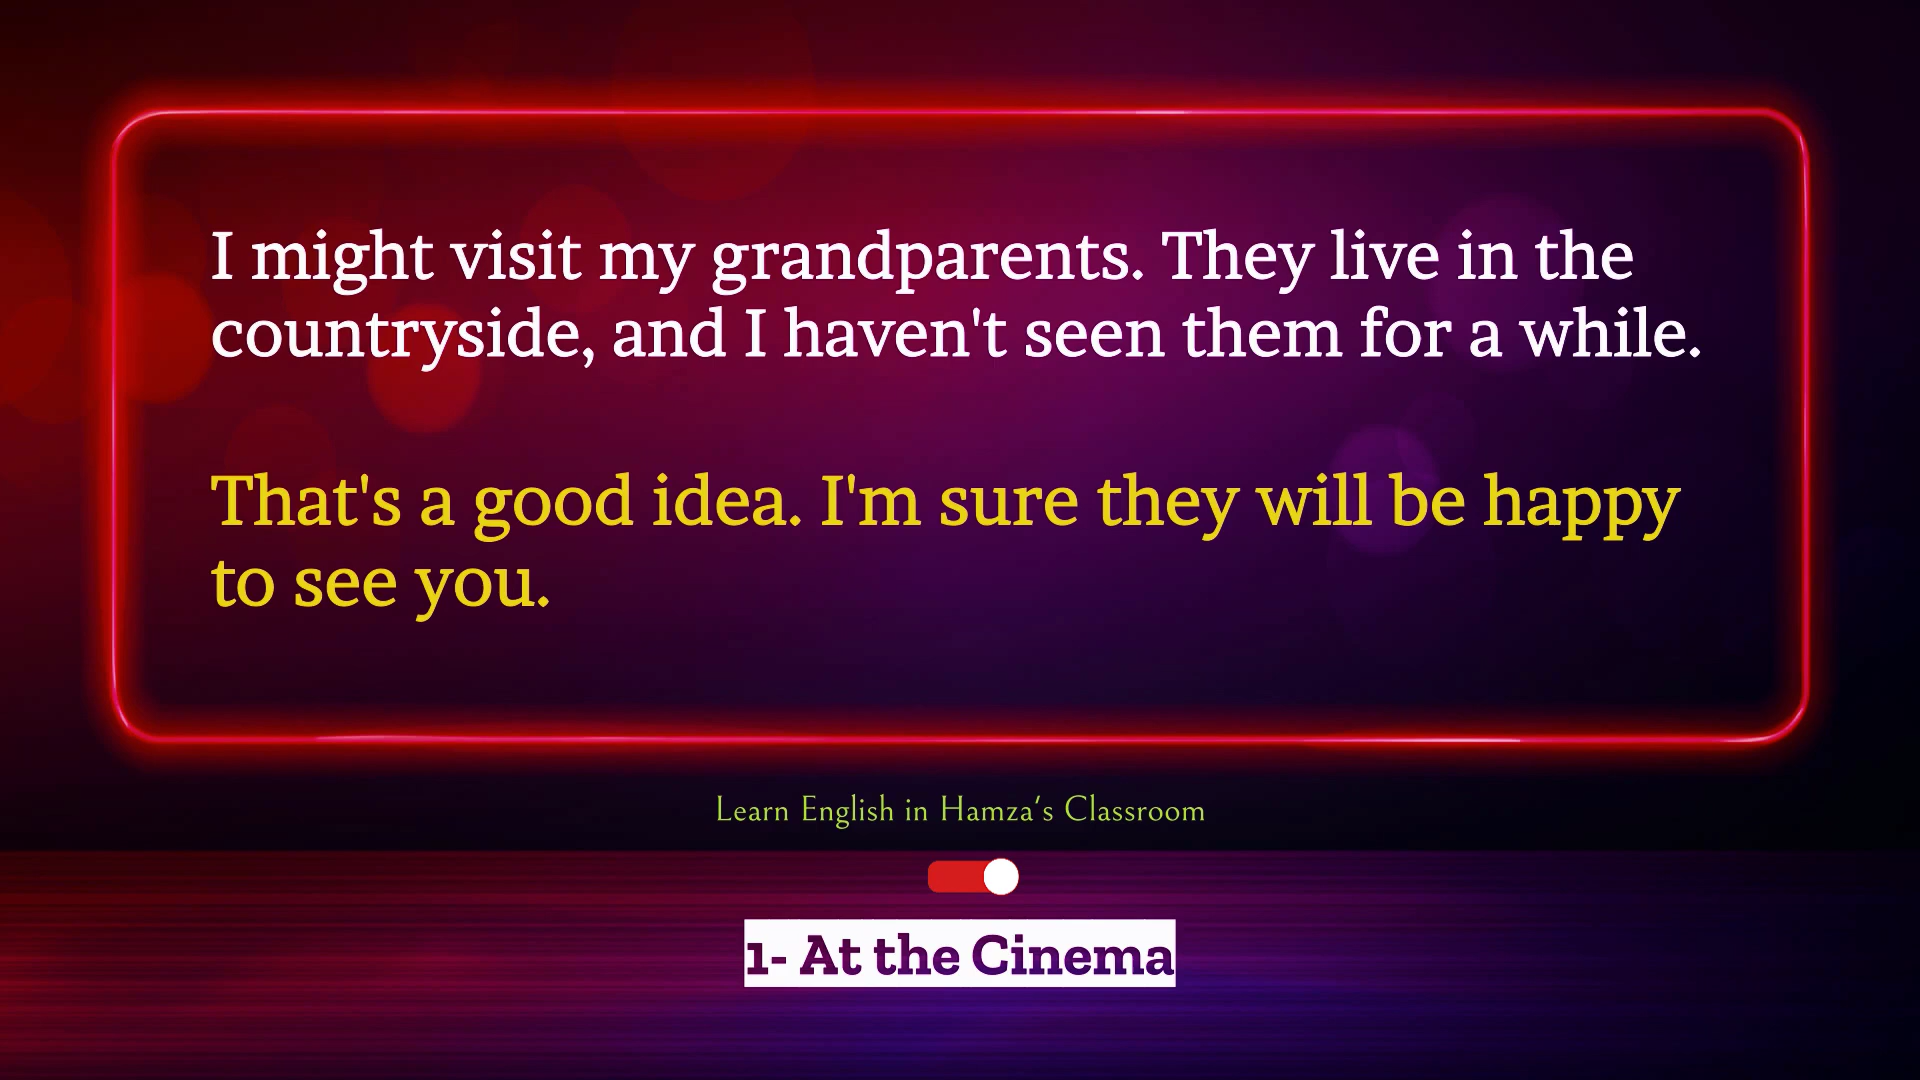 I might visit my grandparents. They live in the
countryside, and I haven't seen them for a while.
That's a good idea. I'm sure they will be happy
to see you.
Learn English in Hamza's Classroom
1- At the Cinema